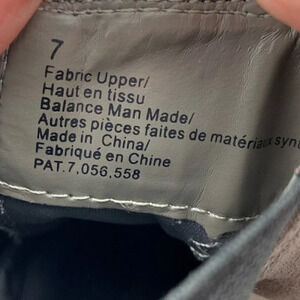 7
Fabric Upper/
Haut en tissu
Balance Man Made/
Autres pièces faites de matériaux synt
Made in China/
Fabriqué en Chine
PAT.7,056,558